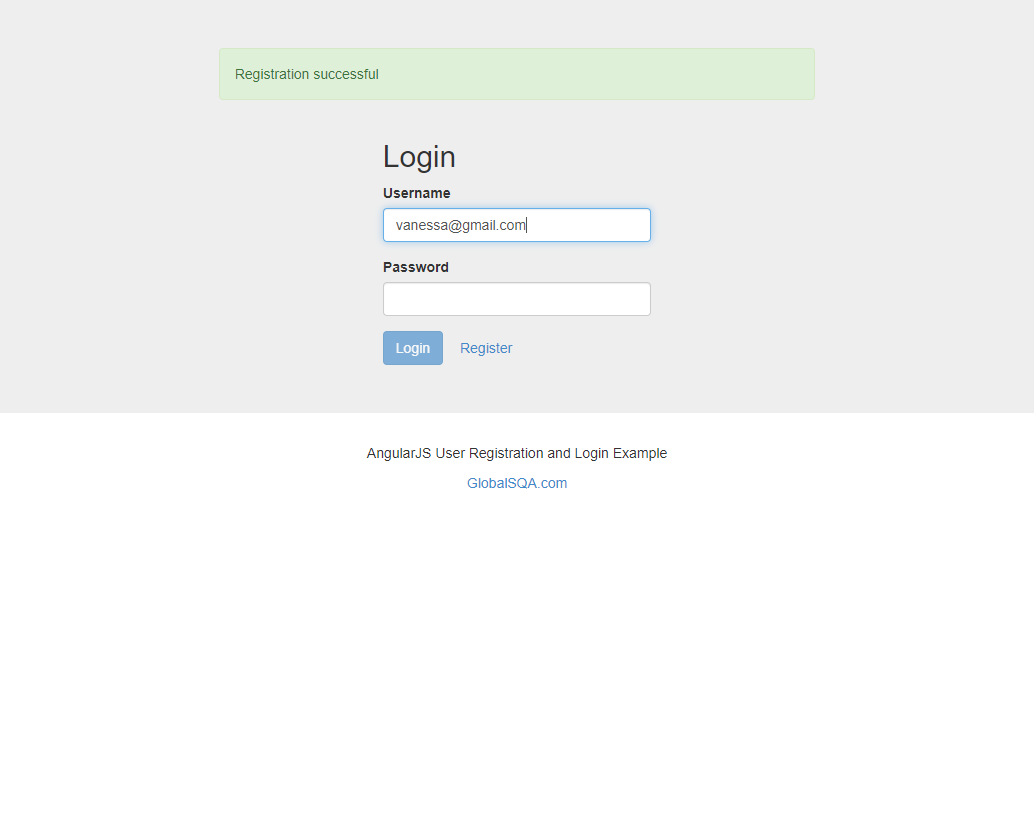 Registration successful
Login
Username
vanessa@gmail.com
Password
Login Register
AngularJS User Registration and Login Example
GlobalSQA.com